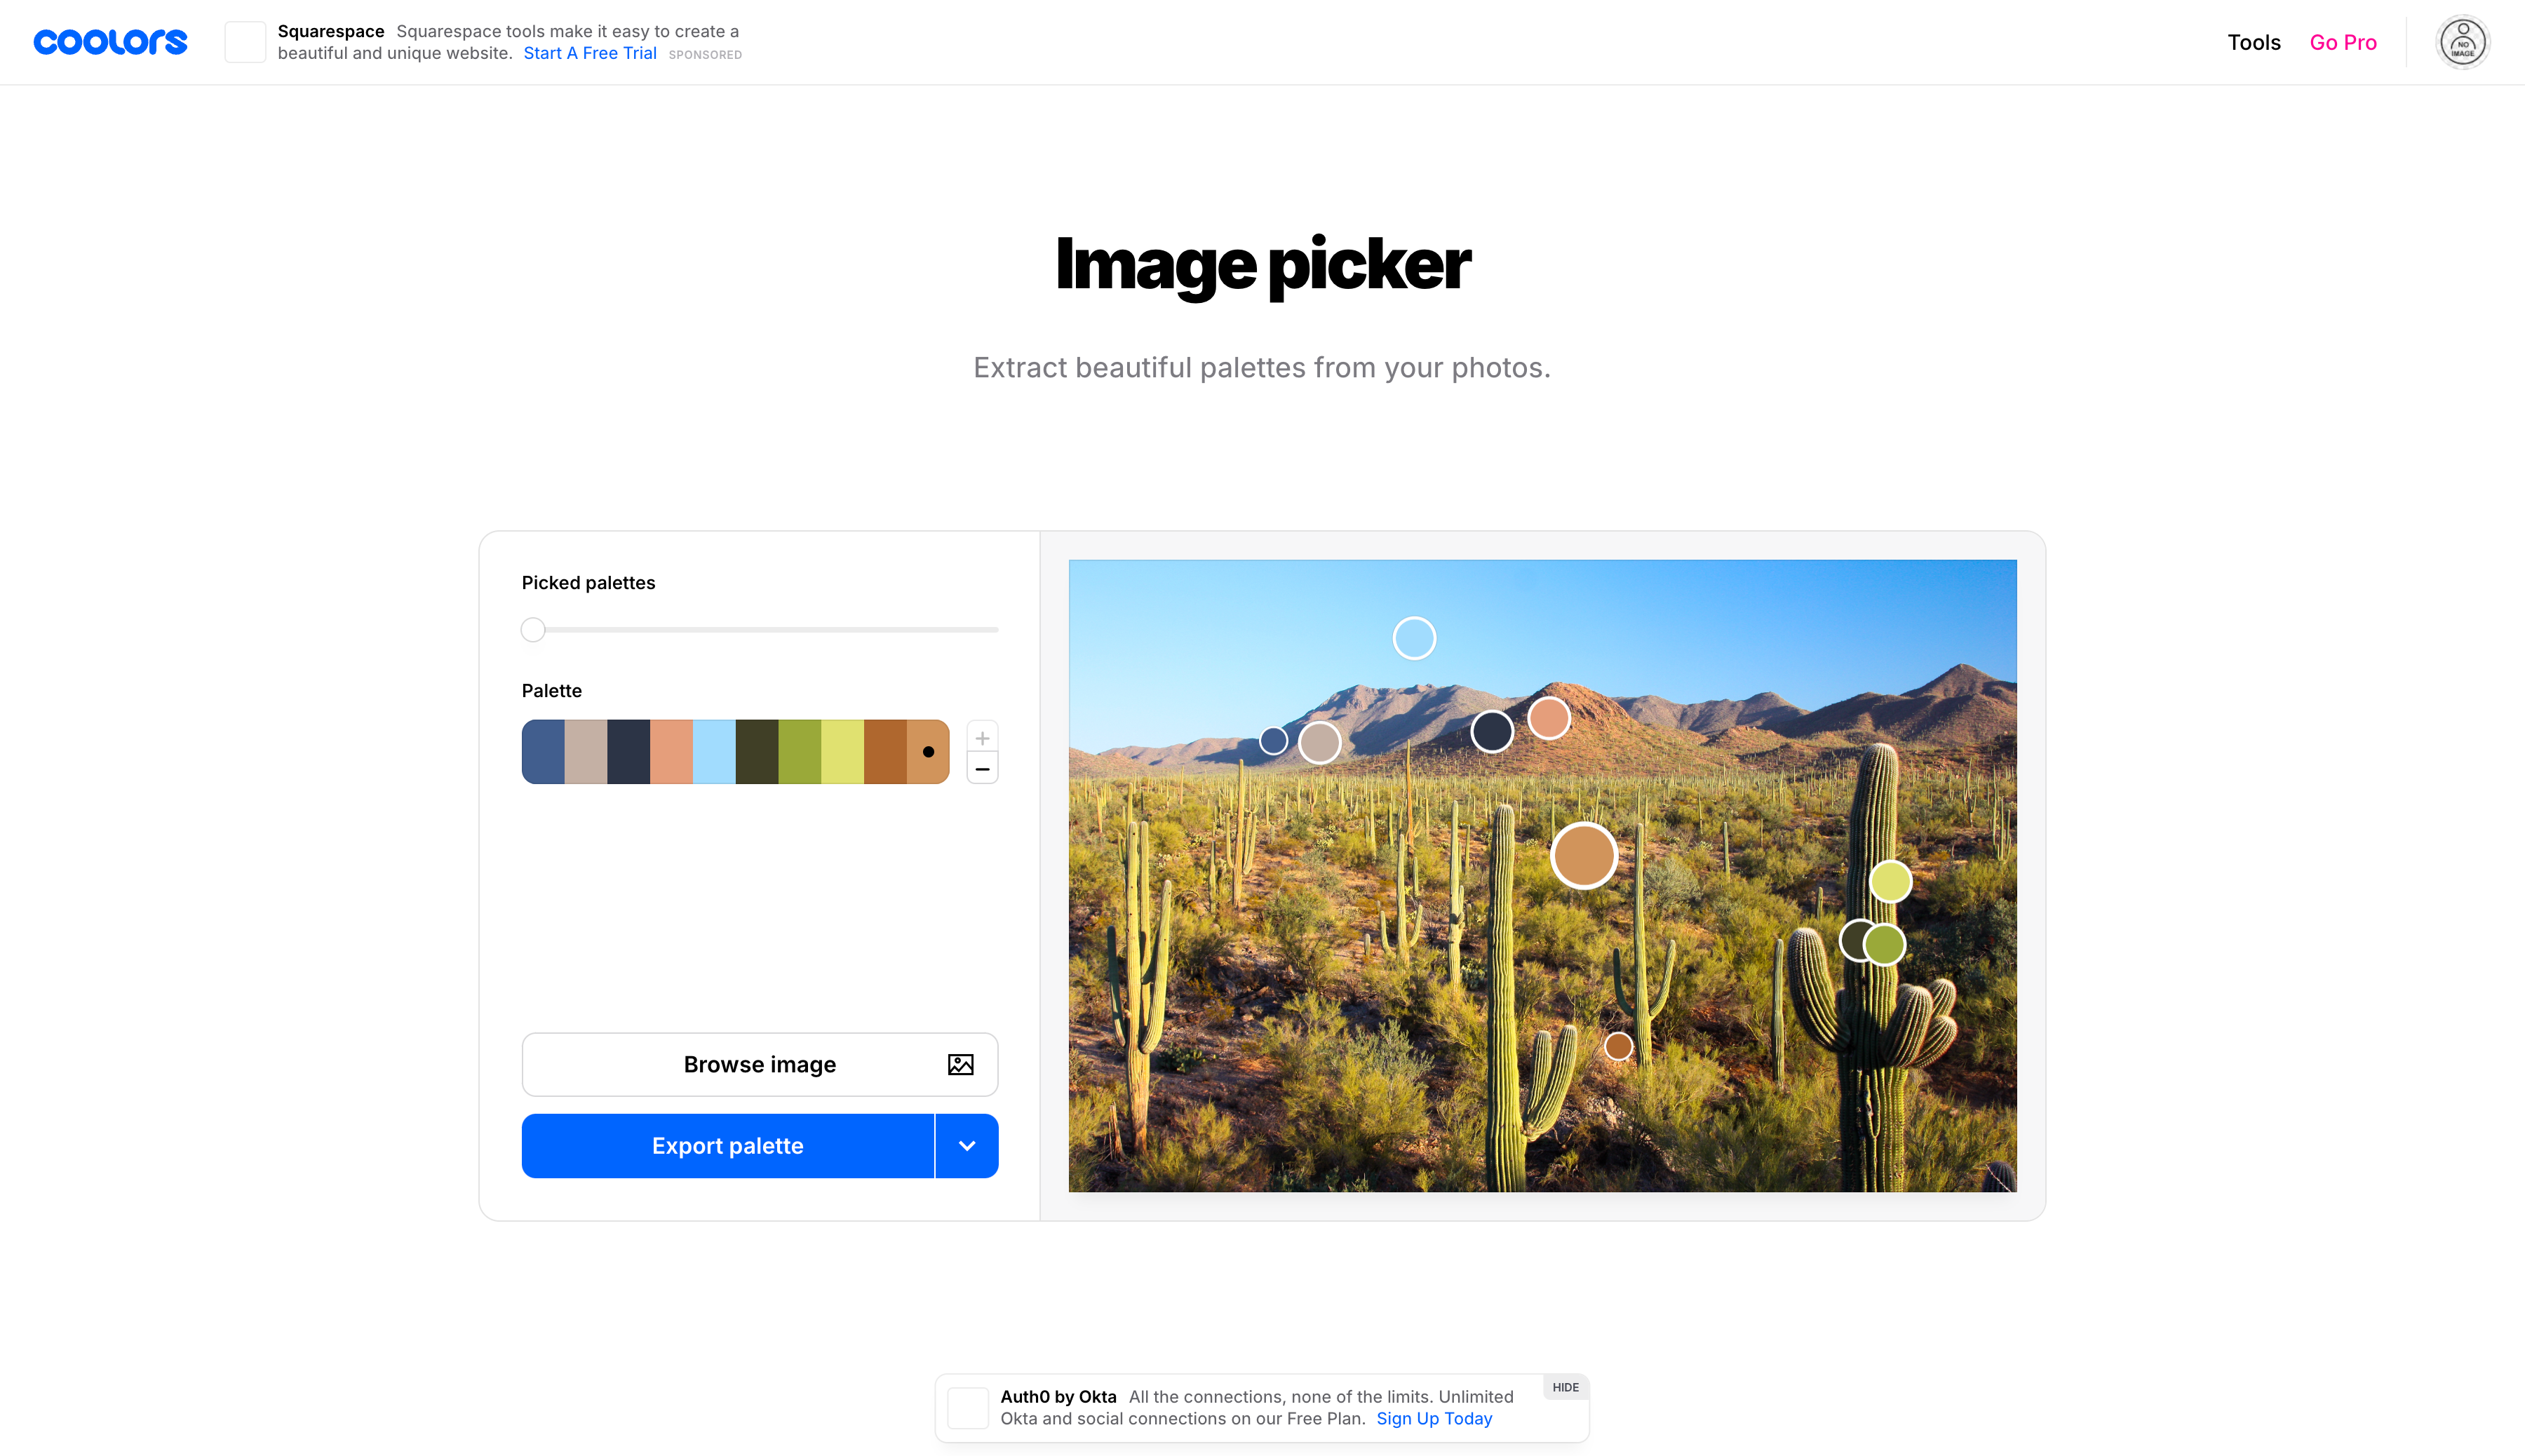 coolors
Squarespace Squarespace tools make it easy to create a
beautiful and unique website. Start A Free Trial SPONSORED
Tools
Go Pro
NO
IMAGE
Image picker
Extract beautiful palettes from your photos.
Picked palettes
Palette
Browse image
Export palette
HIDE
Auth0 by Okta All the connections, none of the limits. Unlimited
Okta and social connections on our Free Plan. Sign Up Today